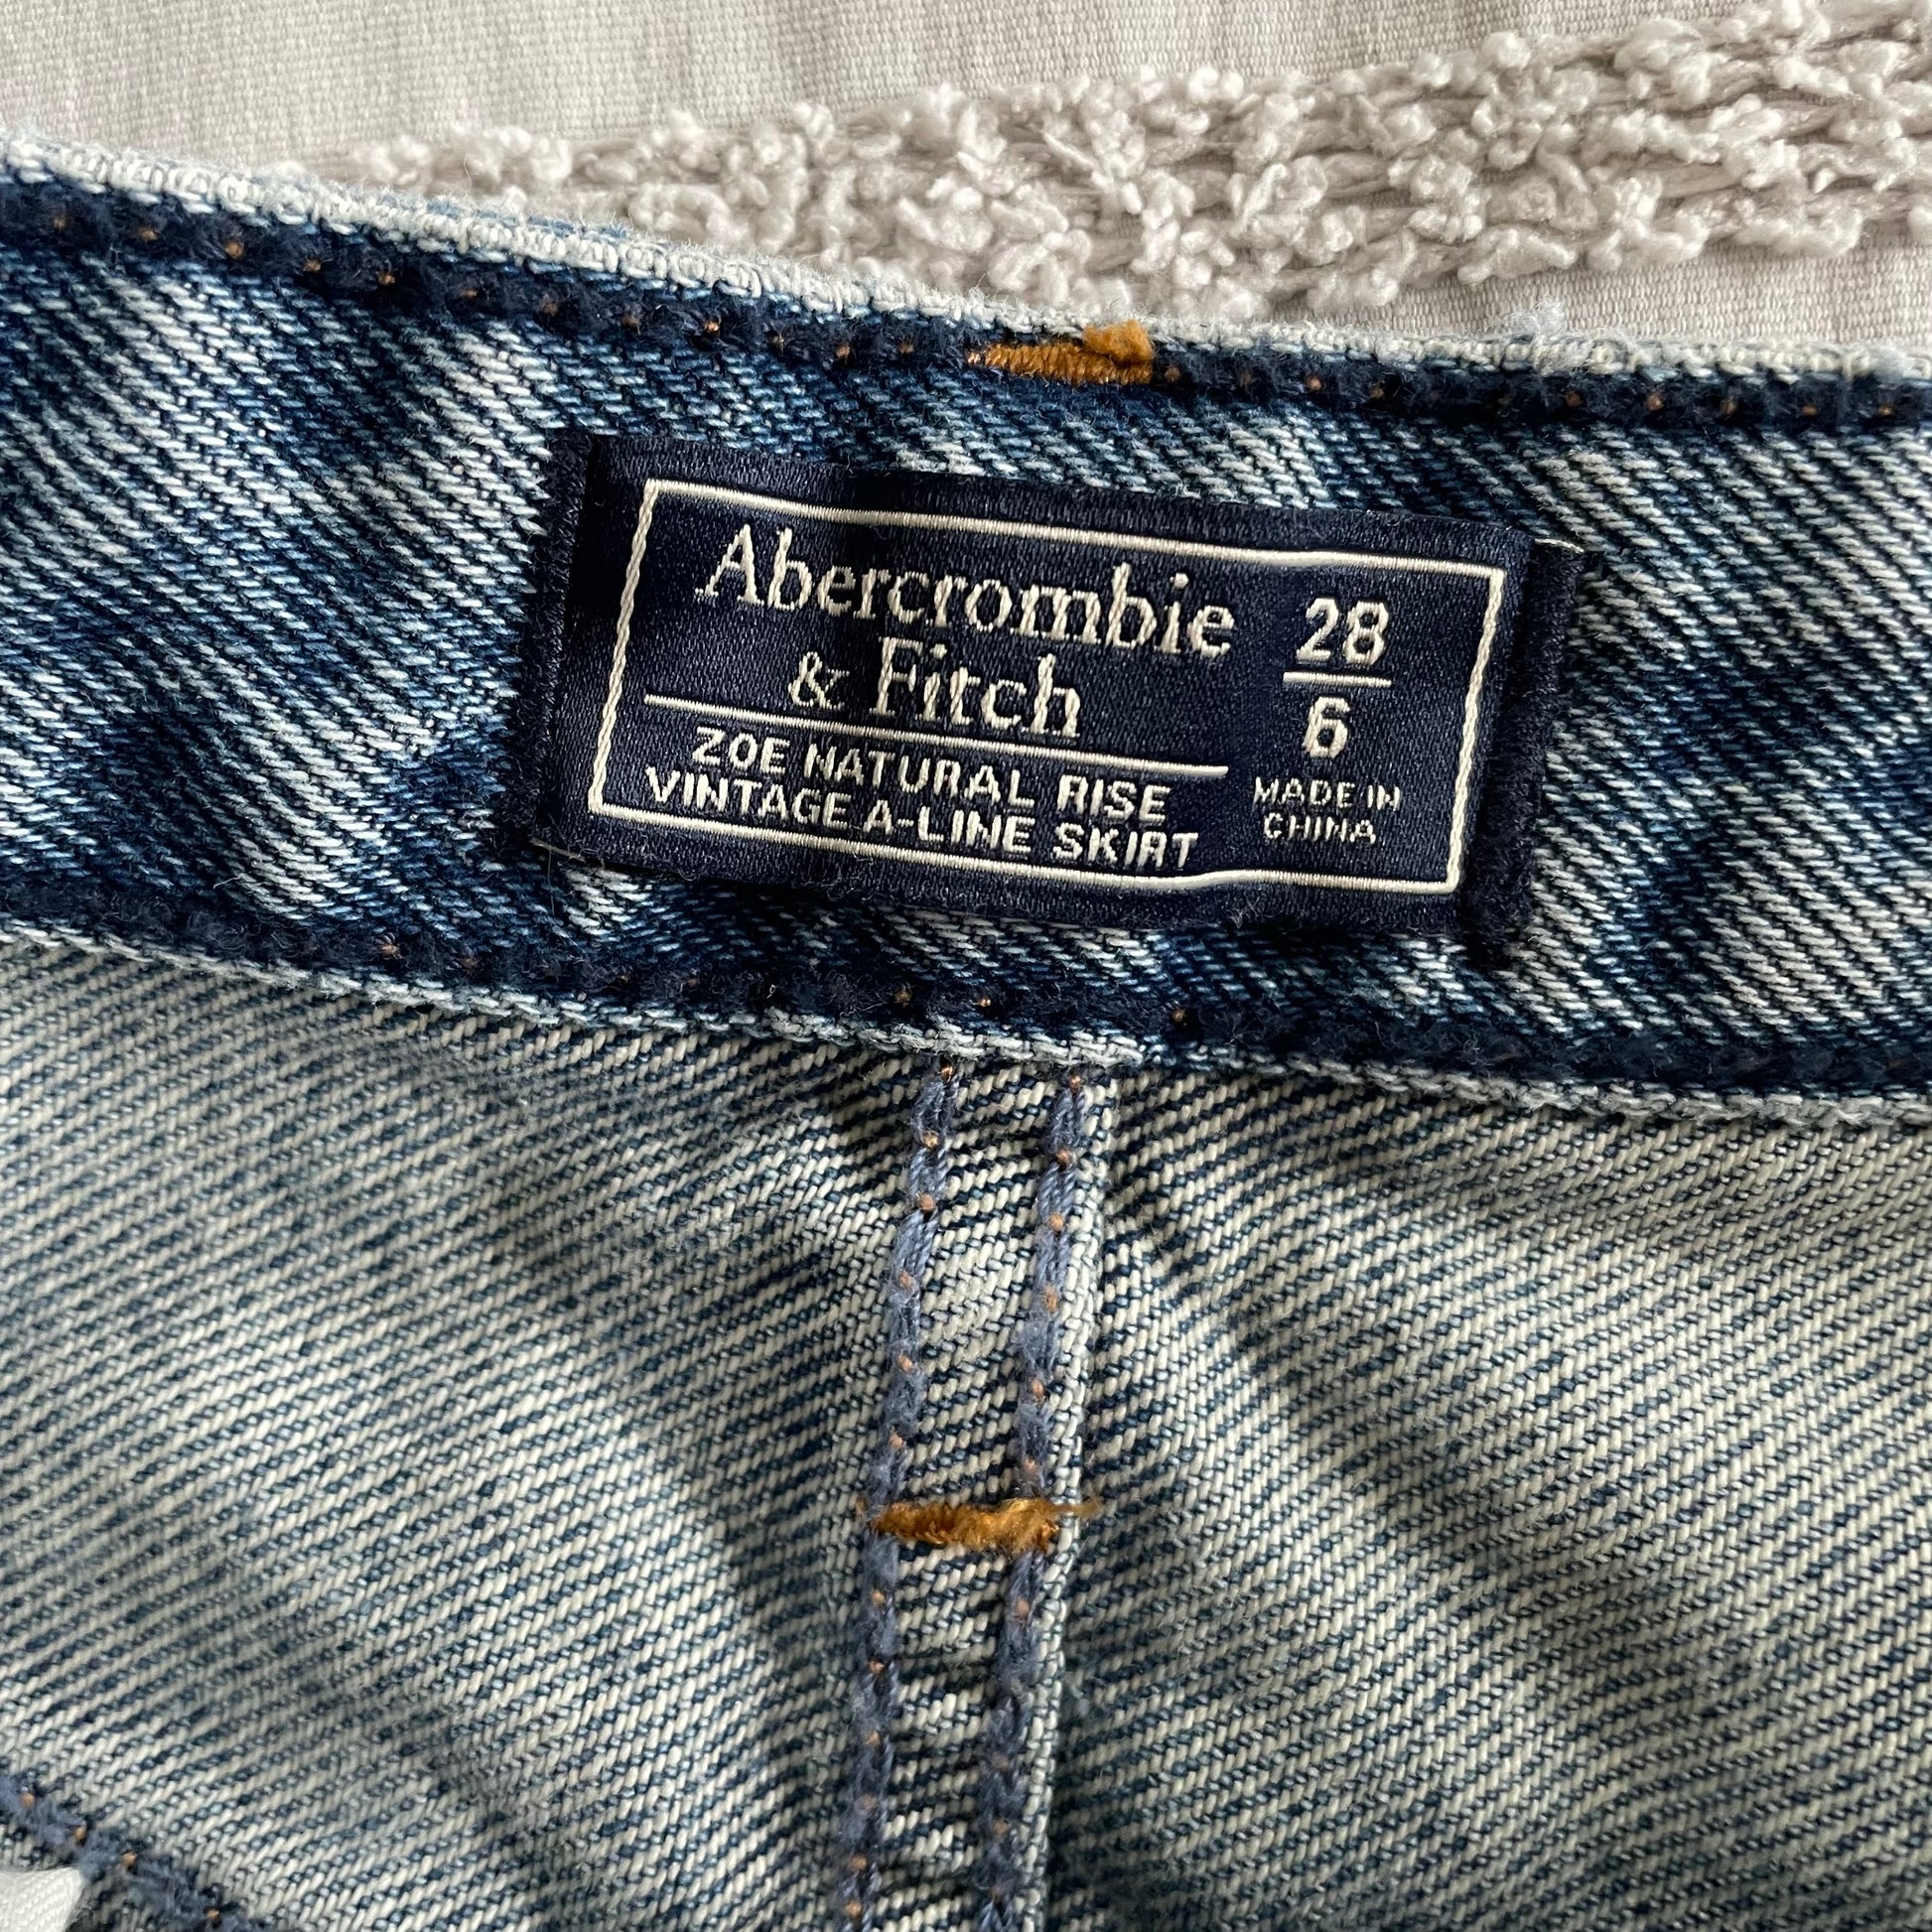 Abercrombie
& Fitch
ZOE NATURAL RISE
VINTAGE A-LINE SKIRT
28
6
MADE IN
CHINA